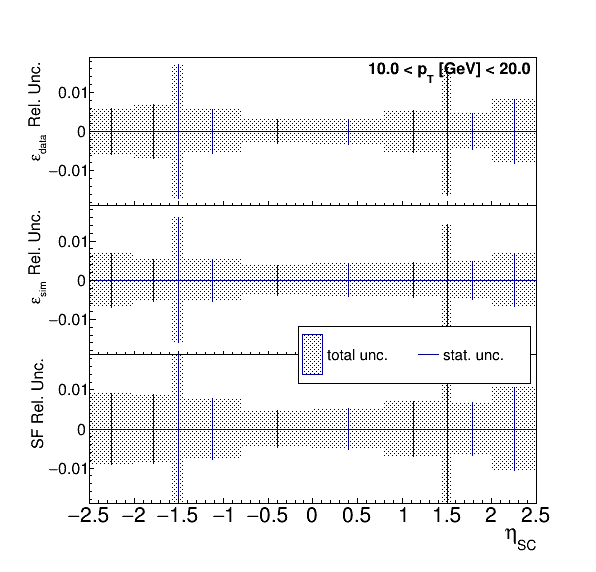 10.0 < p_T [GeV] < 20.0
ε_data Rel. Unc.
0.01
0
−0.01
ε_sim Rel. Unc.
0.01
0
−0.01
total unc. stat. unc.
SF Rel. Unc.
0.01
0
−0.01
−2.5 −2 −1.5 −1 −0.5 0 0.5 1 1.5 2 2.5
η_SC